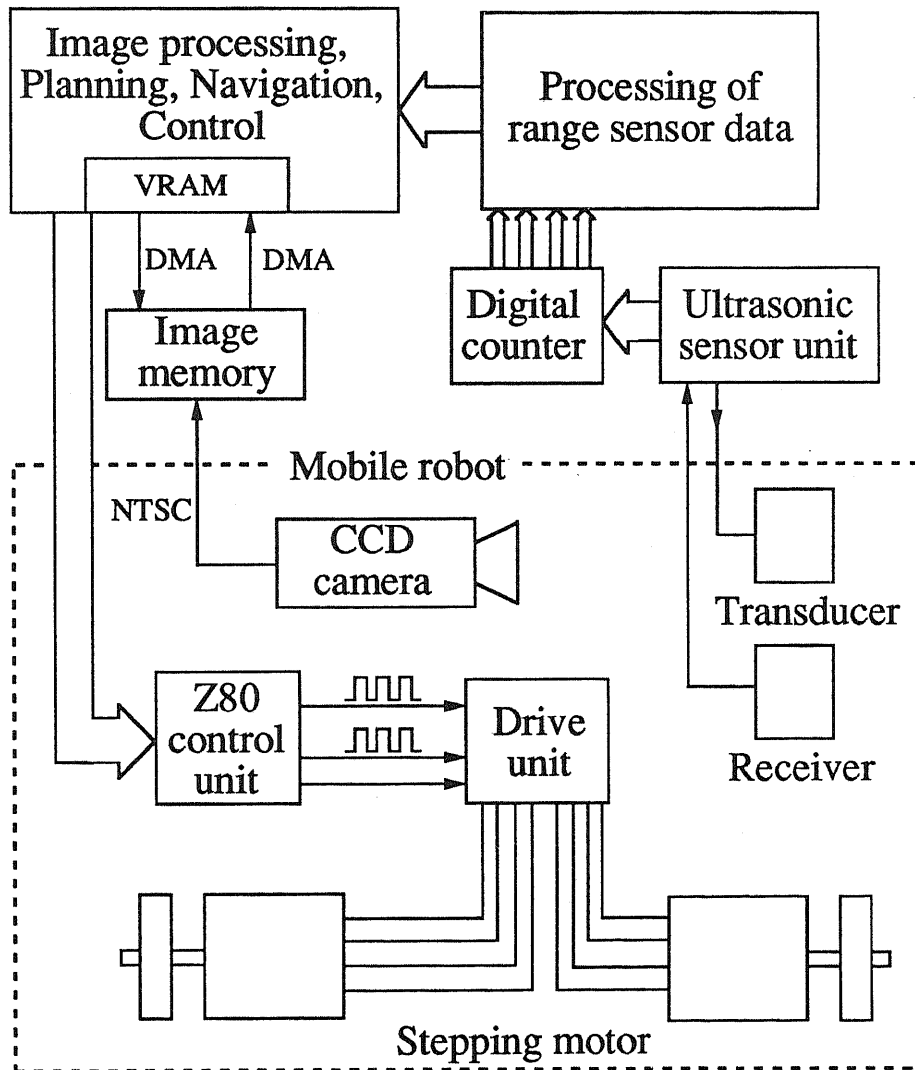 Image processing,
Planning, Navigation,
Control
VRAM
Processing of
range sensor data
DMA
DMA
Image
memory
Digital
counter
Ultrasonic
sensor unit
Mobile robot
NTSC
CCD
camera
Transducer
Z80
control
unit
Drive
unit
Receiver
Stepping motor